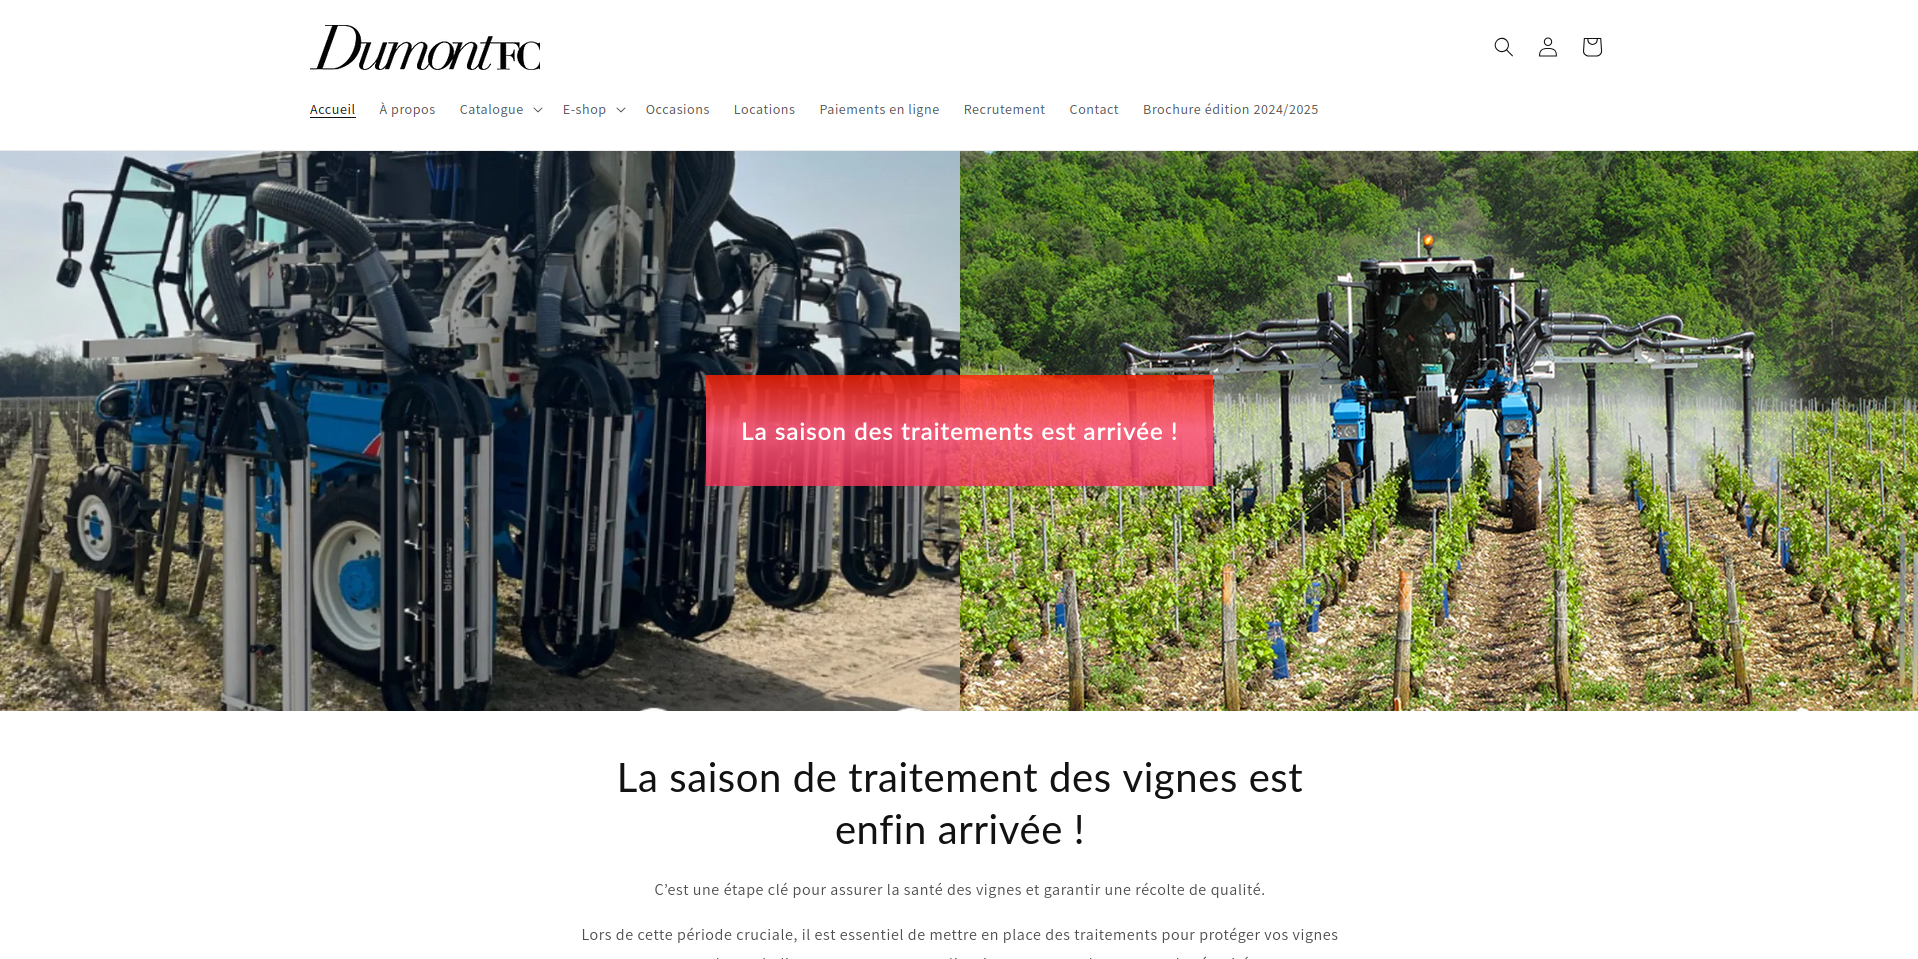 Dumont FC
Accueil
À propos
Catalogue
E-shop
Occasions
Locations
Paiements en ligne
Recrutement
Contact
Brochure édition 2024/2025
La saison des traitements est arrivée !
La saison de traitement des vignes est
enfin arrivée !
C’est une étape clé pour assurer la santé des vignes et garantir une récolte de qualité.
Lors de cette période cruciale, il est essentiel de mettre en place des traitements pour protéger vos vignes